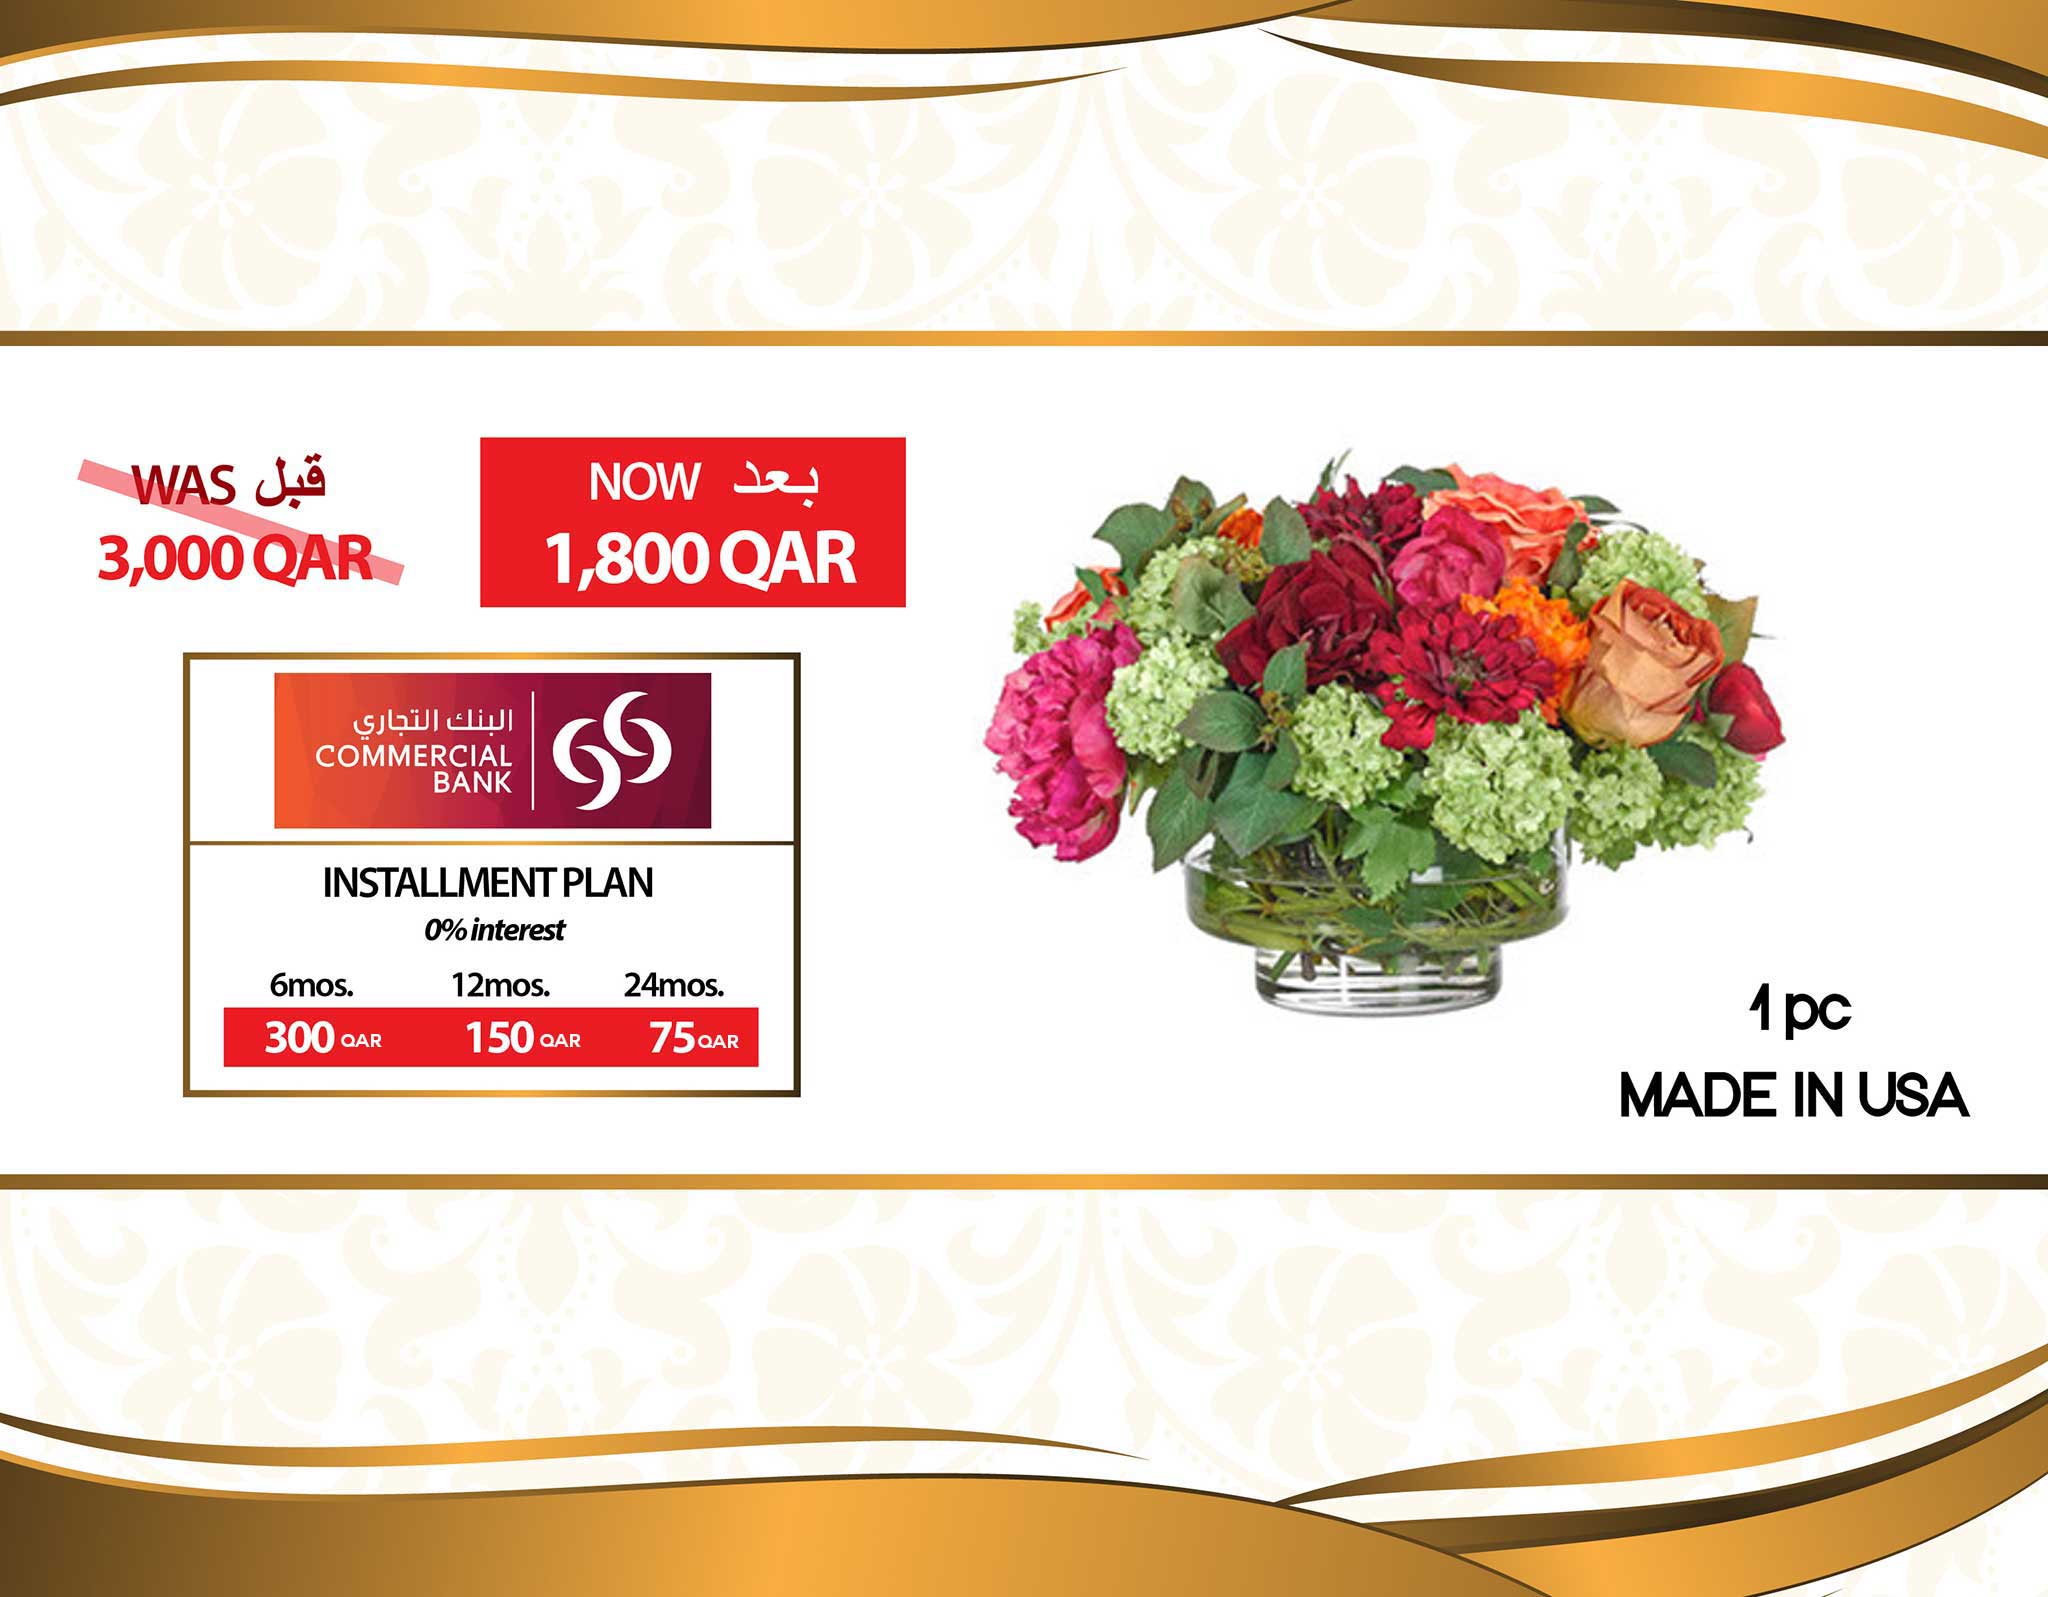 WAS قبل
3,000 QAR
NOW بعد
1,800 QAR
البنك التجاري
COMMERCIAL
BANK
INSTALLMENT PLAN
0% interest
6mos. 12mos. 24mos.
300 QAR 150 QAR 75 QAR
1 pc
MADE IN USA